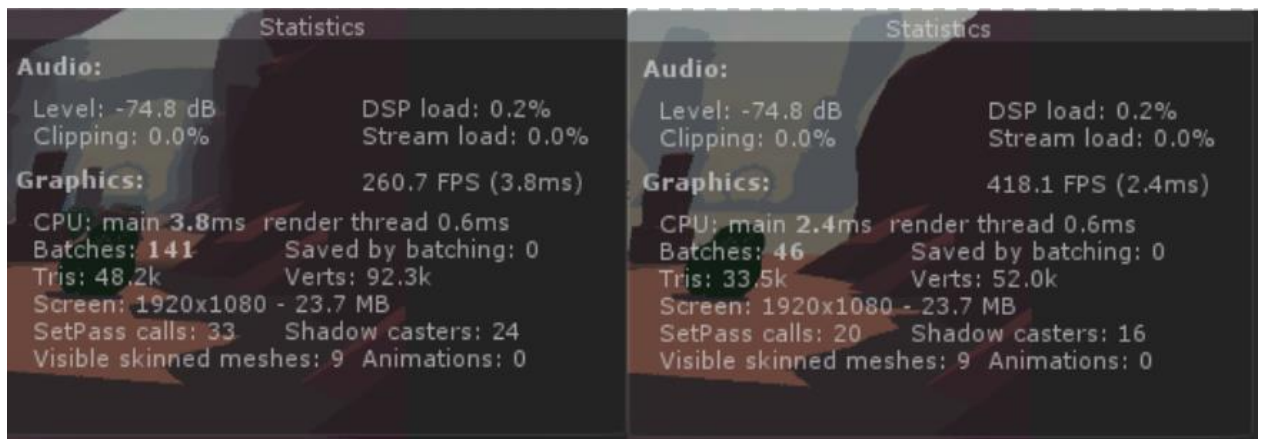 Statistics
Audio:
Level: -74.8 dB DSP load: 0.2%
Clipping: 0.0% Stream load: 0.0%
Graphics: 260.7 FPS (3.8ms)
CPU: main 3.8ms render thread 0.6ms
Batches: 141 Saved by batching: 0
Tris: 48.2k Verts: 92.3k
Screen: 1920x1080 - 23.7 MB
SetPass calls: 33 Shadow casters: 24
Visible skinned meshes: 9 Animations: 0
Statistics
Audio:
Level: -74.8 dB DSP load: 0.2%
Clipping: 0.0% Stream load: 0.0%
Graphics: 418.1 FPS (2.4ms)
CPU: main 2.4ms render thread 0.6ms
Batches: 46 Saved by batching: 0
Tris: 33.5k Verts: 52.0k
Screen: 1920x1080 - 23.7 MB
SetPass calls: 20 Shadow casters: 16
Visible skinned meshes: 9 Animations: 0